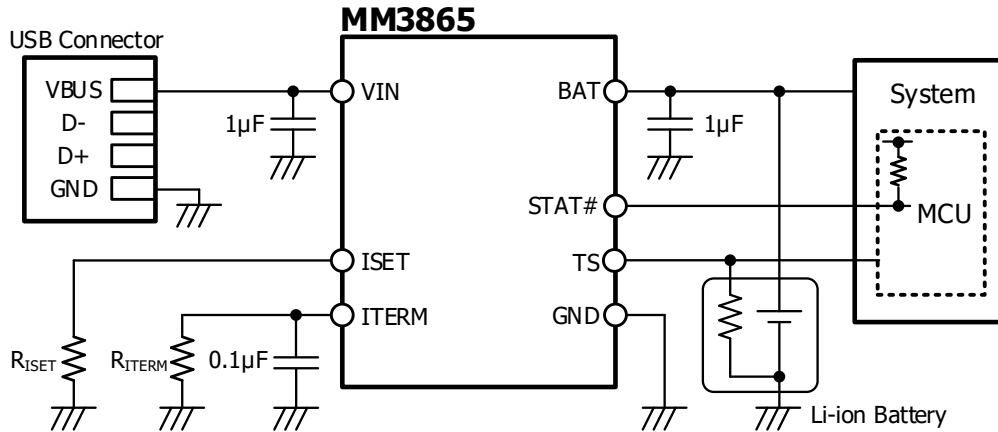 MM3865
USB Connector
VBUS
D-
D+
GND
1µF
VIN
BAT
1µF
System
MCU
STAT#
ISET
TS
ITERM
GND
RISET
RITERM
0.1µF
Li-ion Battery